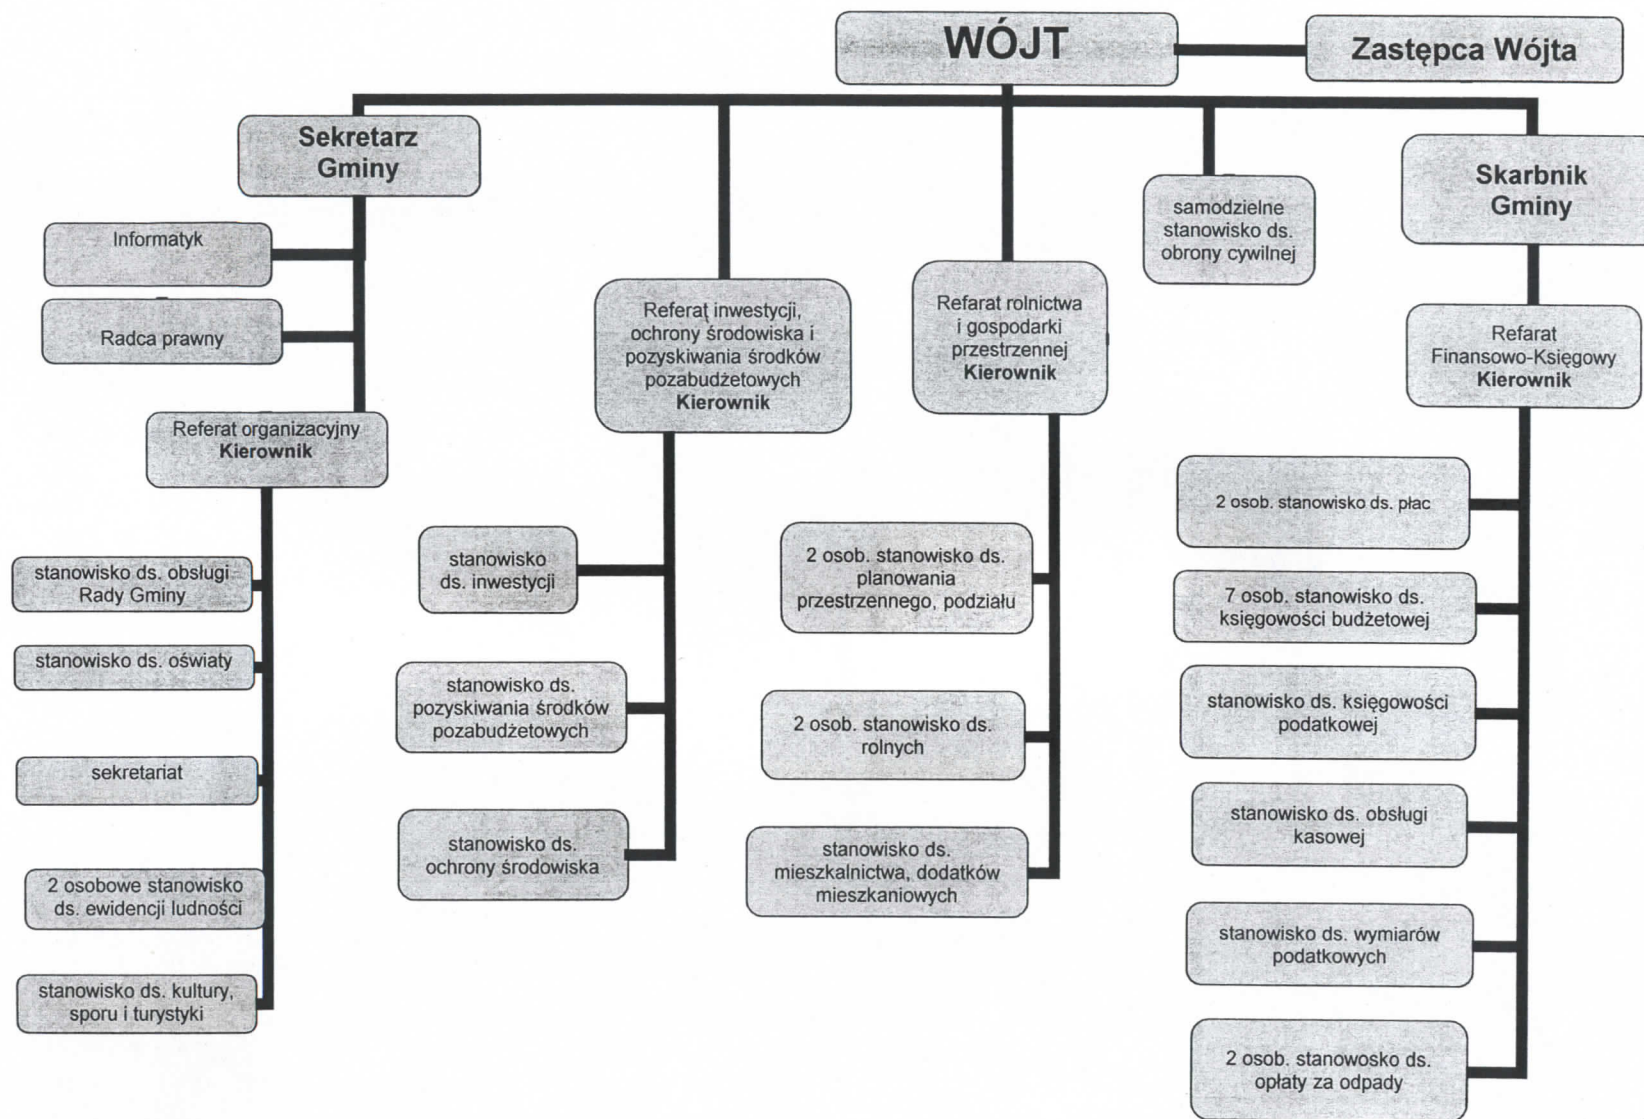 WÓJT
Zastępca Wójta
Sekretarz
Gminy
Informatyk
Radca prawny
Referat organizacyjny
Kierownik
stanowisko ds. obsługi
Rady Gminy
stanowisko ds. oświaty
sekretariat
2 osobowe stanowisko
ds. ewidencji ludności
stanowisko ds. kultury,
sporu i turystyki
Referat inwestycji,
ochrony środowiska i
pozyskiwania środków
pozabudżetowych
Kierownik
stanowisko
ds. inwestycji
stanowisko ds.
pozyskiwania środków
pozabudżetowych
stanowisko ds.
ochrony środowiska
Refarat rolnictwa
i gospodarki
przestrzennej
Kierownik
2 osob. stanowisko ds.
planowania
przestrzennego, podziału
2 osob. stanowisko ds.
rolnych
stanowisko ds.
mieszkalnictwa, dodatków
mieszkaniowych
samodzielne
stanowisko ds.
obrony cywilnej
Skarbnik
Gminy
Refarat
Finansowo-Księgowy
Kierownik
2 osob. stanowisko ds. płac
7 osob. stanowisko ds.
księgowości budżetowej
stanowisko ds. księgowości
podatkowej
stanowisko ds. obsługi
kasowej
stanowisko ds. wymiarów
podatkowych
2 osob. stanowosko ds.
opłaty za odpady